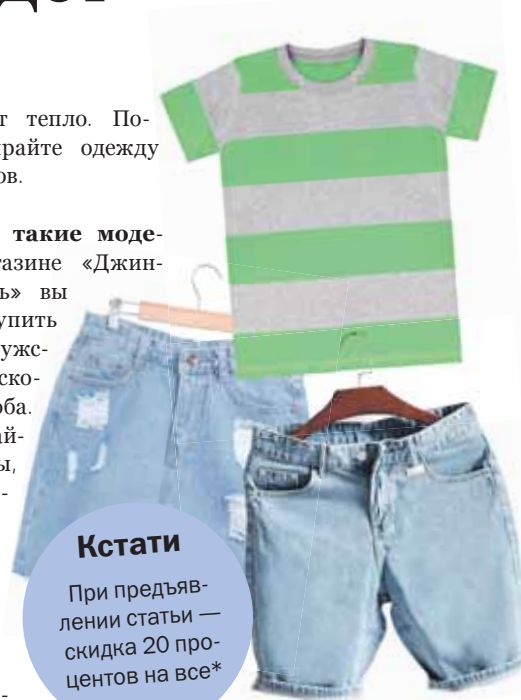 т тепло. По-
райте одежду
ов.
такие моде-
газине «Джин-
ь» вы
упить
ужс-
ско-
ба.
ай-
ы,
-
Кстати
При предъяв-
лении статьи —
скидка 20 про-
центов на все*
-